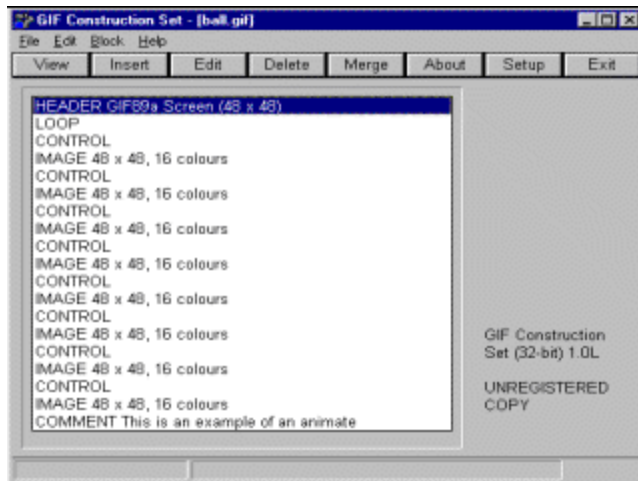 GIF Construction Set - [ball.gif]
File Edit Block Help
View Insert Edit Delete Merge About Setup Exit
HEADER GIF89a Screen (48 x 48)
LOOP
CONTROL
IMAGE 48 x 48, 16 colours
CONTROL
IMAGE 48 x 48, 16 colours
CONTROL
IMAGE 48 x 48, 16 colours
CONTROL
IMAGE 48 x 48, 16 colours
CONTROL
IMAGE 48 x 48, 16 colours
CONTROL
IMAGE 48 x 48, 16 colours
CONTROL
IMAGE 48 x 48, 16 colours
CONTROL
IMAGE 48 x 48, 16 colours
COMMENT This is an example of an animate
GIF Construction
Set (32-bit) 1.0L
UNREGISTERED
COPY